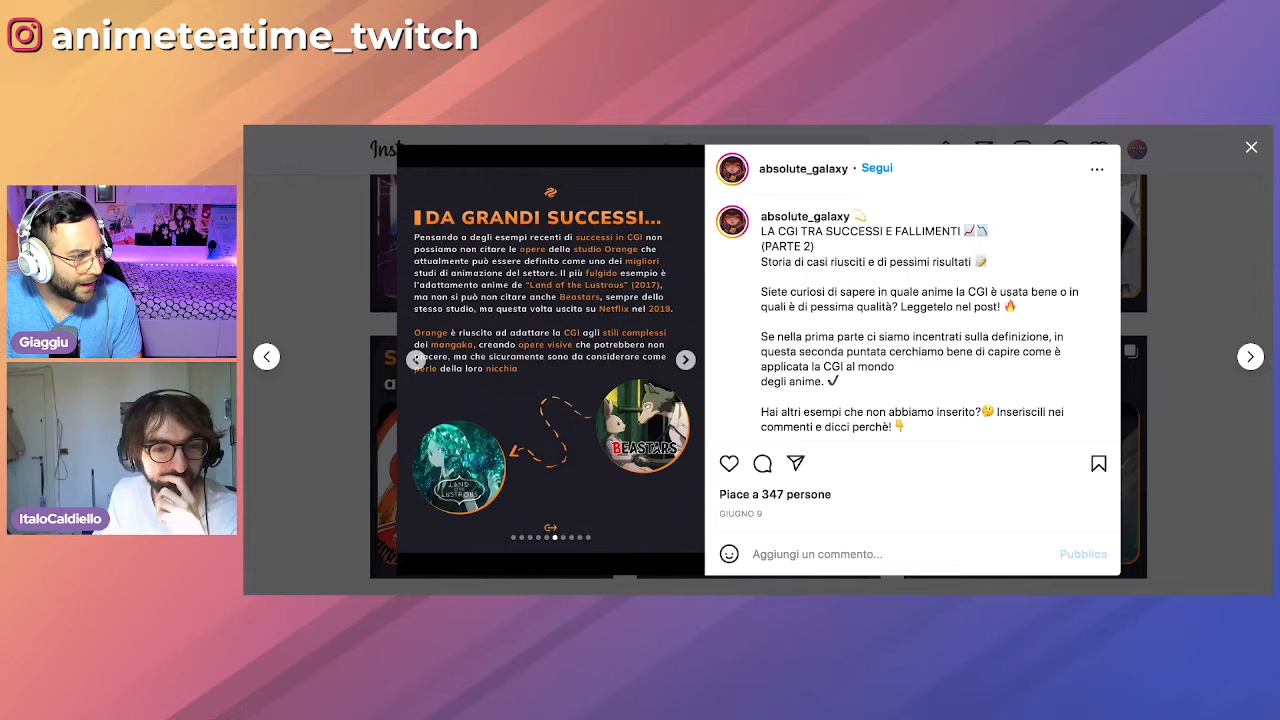 animeteatime_twitch
Giaggiu
ItaloCaldiello
DA GRANDI SUCCESSI...
Pensando a degli esempi recenti di successi in CGI non
possiamo non citare le opere dello studio Orange che
attualmente può essere definito come uno dei migliori
studi di animazione del settore. Il più fulgido esempio è
l'adattamento anime de "Land of the Lustrous" (2017),
ma non si può non citare anche Beastars, sempre dello
stesso studio, ma questa volta uscito su Netflix nel 2019.
Orange è riuscito ad adattare la CGI agli stili complessi
dei mangaka, creando opere visive che potrebbero non
piacere, ma che sicuramente sono da considerare come
perle della loro nicchia
BEASTARS
LAND
LUSTROUS
absolute_galaxy · Segui
absolute_galaxy 💫
LA CGI TRA SUCCESSI E FALLIMENTI 📈📉
(PARTE 2)
Storia di casi riusciti e di pessimi risultati 📝
Siete curiosi di sapere in quale anime la CGI è usata bene o in
quali è di pessima qualità? Leggetelo nel post! 🔥
Se nella prima parte ci siamo incentrati sulla definizione, in
questa seconda puntata cerchiamo bene di capire come è
applicata la CGI al mondo
degli anime. ✔
Hai altri esempi che non abbiamo inserito?🤔 Inseriscili nei
commenti e dicci perchè! 👇
Piace a 347 persone
GIUGNO 9
Aggiungi un commento...
Pubblica